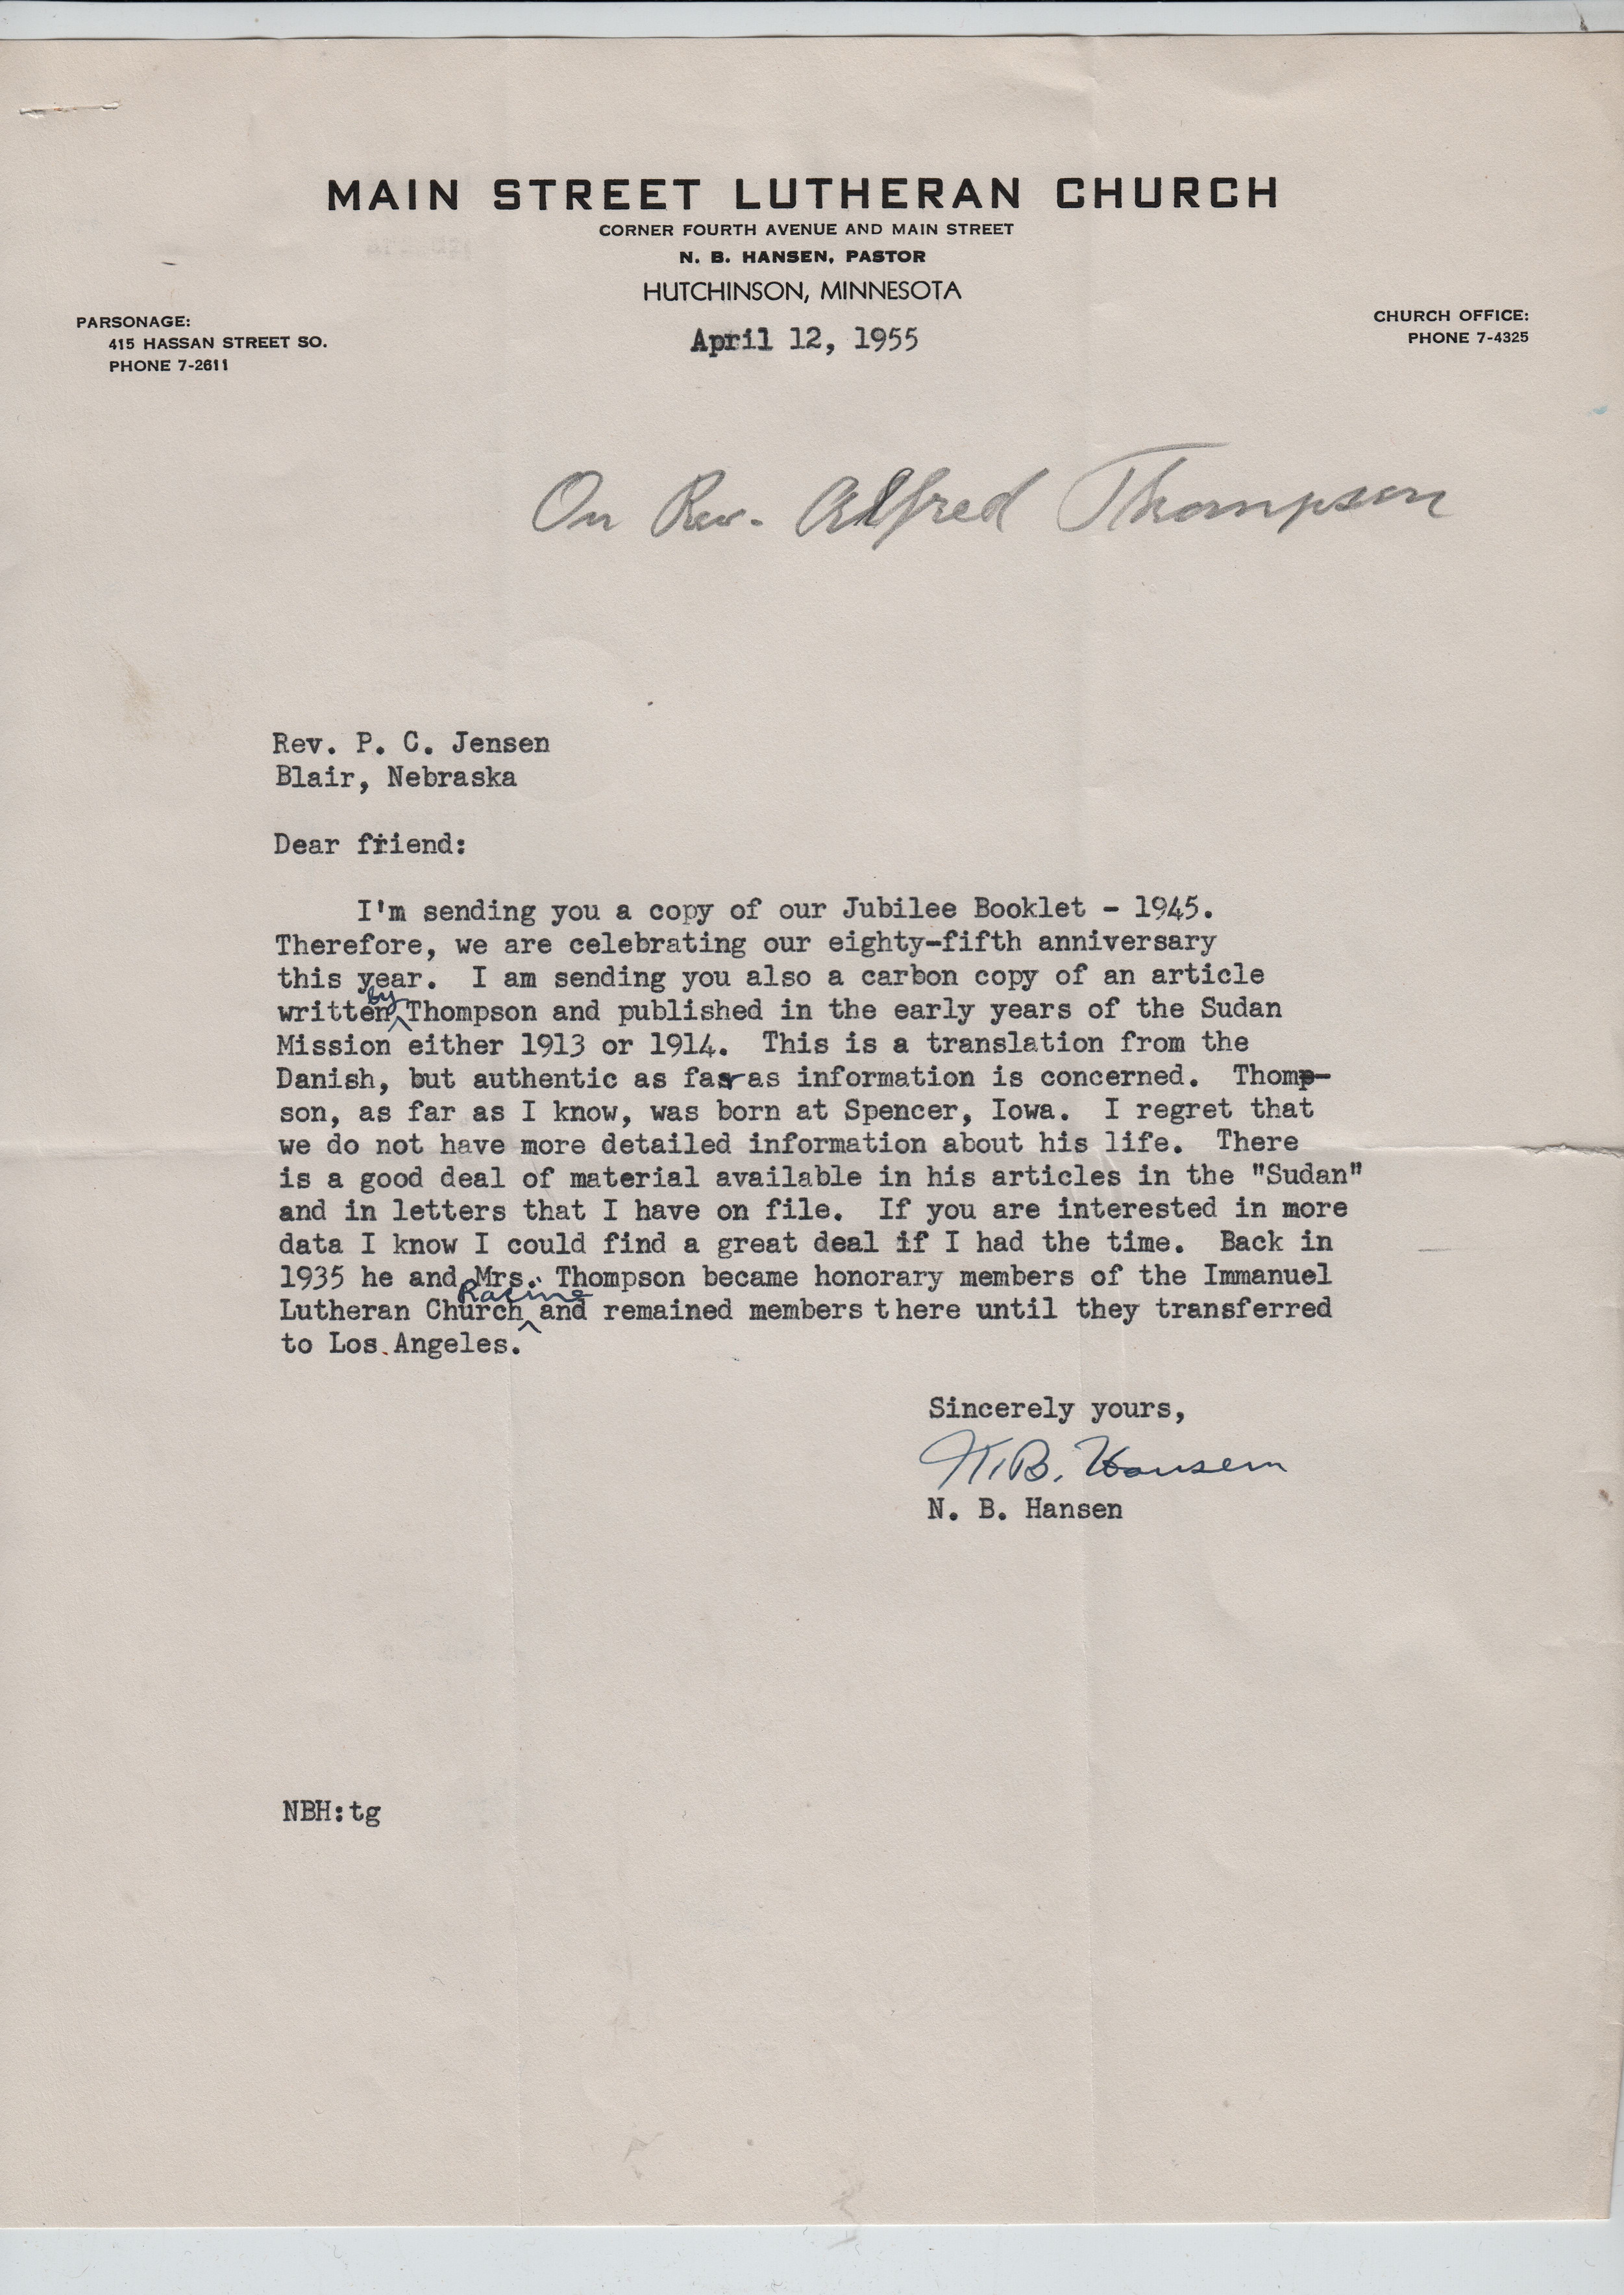 MAIN STREET LUTHERAN CHURCH
CORNER FOURTH AVENUE AND MAIN STREET
N. B. HANSEN, PASTOR
HUTCHINSON, MINNESOTA
PARSONAGE:
415 HASSAN STREET SO.
PHONE 7-2611
CHURCH OFFICE:
PHONE 7-4325
April 12, 1955
On Rev. Alfred Thompson
Rev. P. C. Jensen
Blair, Nebraska
Dear friend:
I'm sending you a copy of our Jubilee Booklet - 1945.
Therefore, we are celebrating our eighty-fifth anniversary
this year. I am sending you also a carbon copy of an article
written by Thompson and published in the early years of the Sudan
Mission either 1913 or 1914. This is a translation from the
Danish, but authentic as far as information is concerned. Thomp-
son, as far as I know, was born at Spencer, Iowa. I regret that
we do not have more detailed information about his life. There
is a good deal of material available in his articles in the "Sudan"
and in letters that I have on file. If you are interested in more
data I know I could find a great deal if I had the time. Back in
1935 he and Mrs. Thompson became honorary members of the Immanuel
Lutheran Church Racine and remained members there until they transferred
to Los Angeles.
Sincerely yours,
N. B. Hansen
N. B. Hansen
NBH:tg